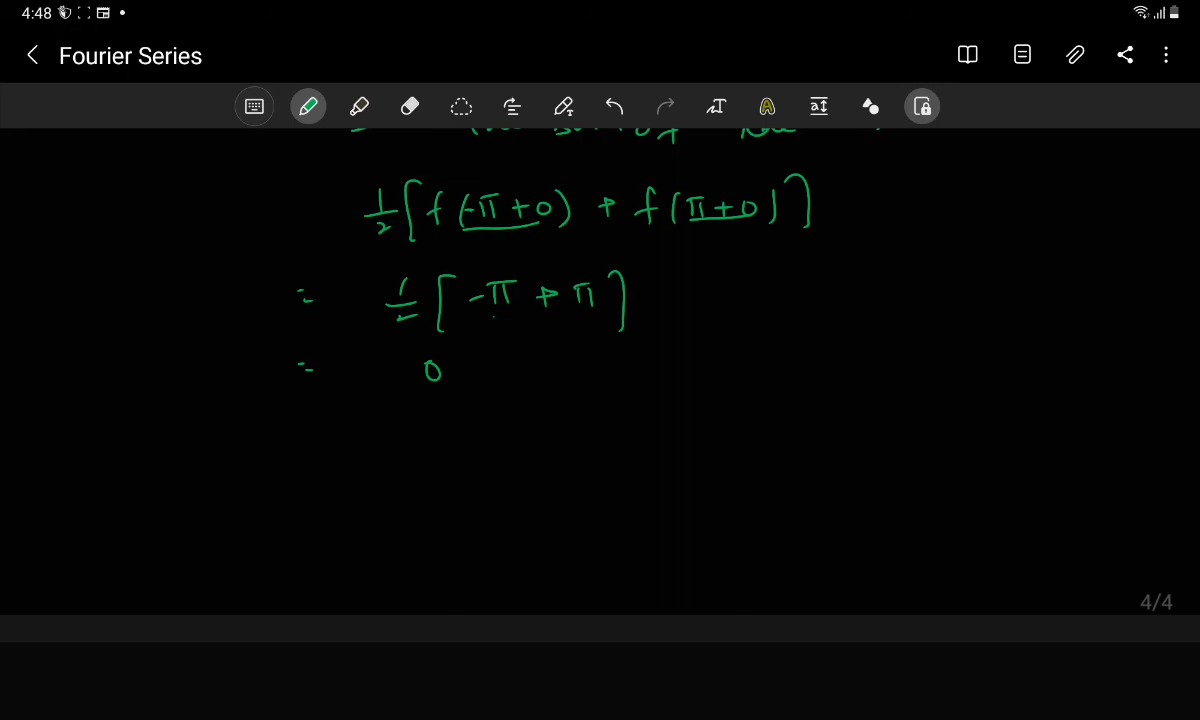 4:48
Fourier Series
1/2 [f(-π+0) + f(π+0)]
= 1/2 [-π + π]
= 0
4/4